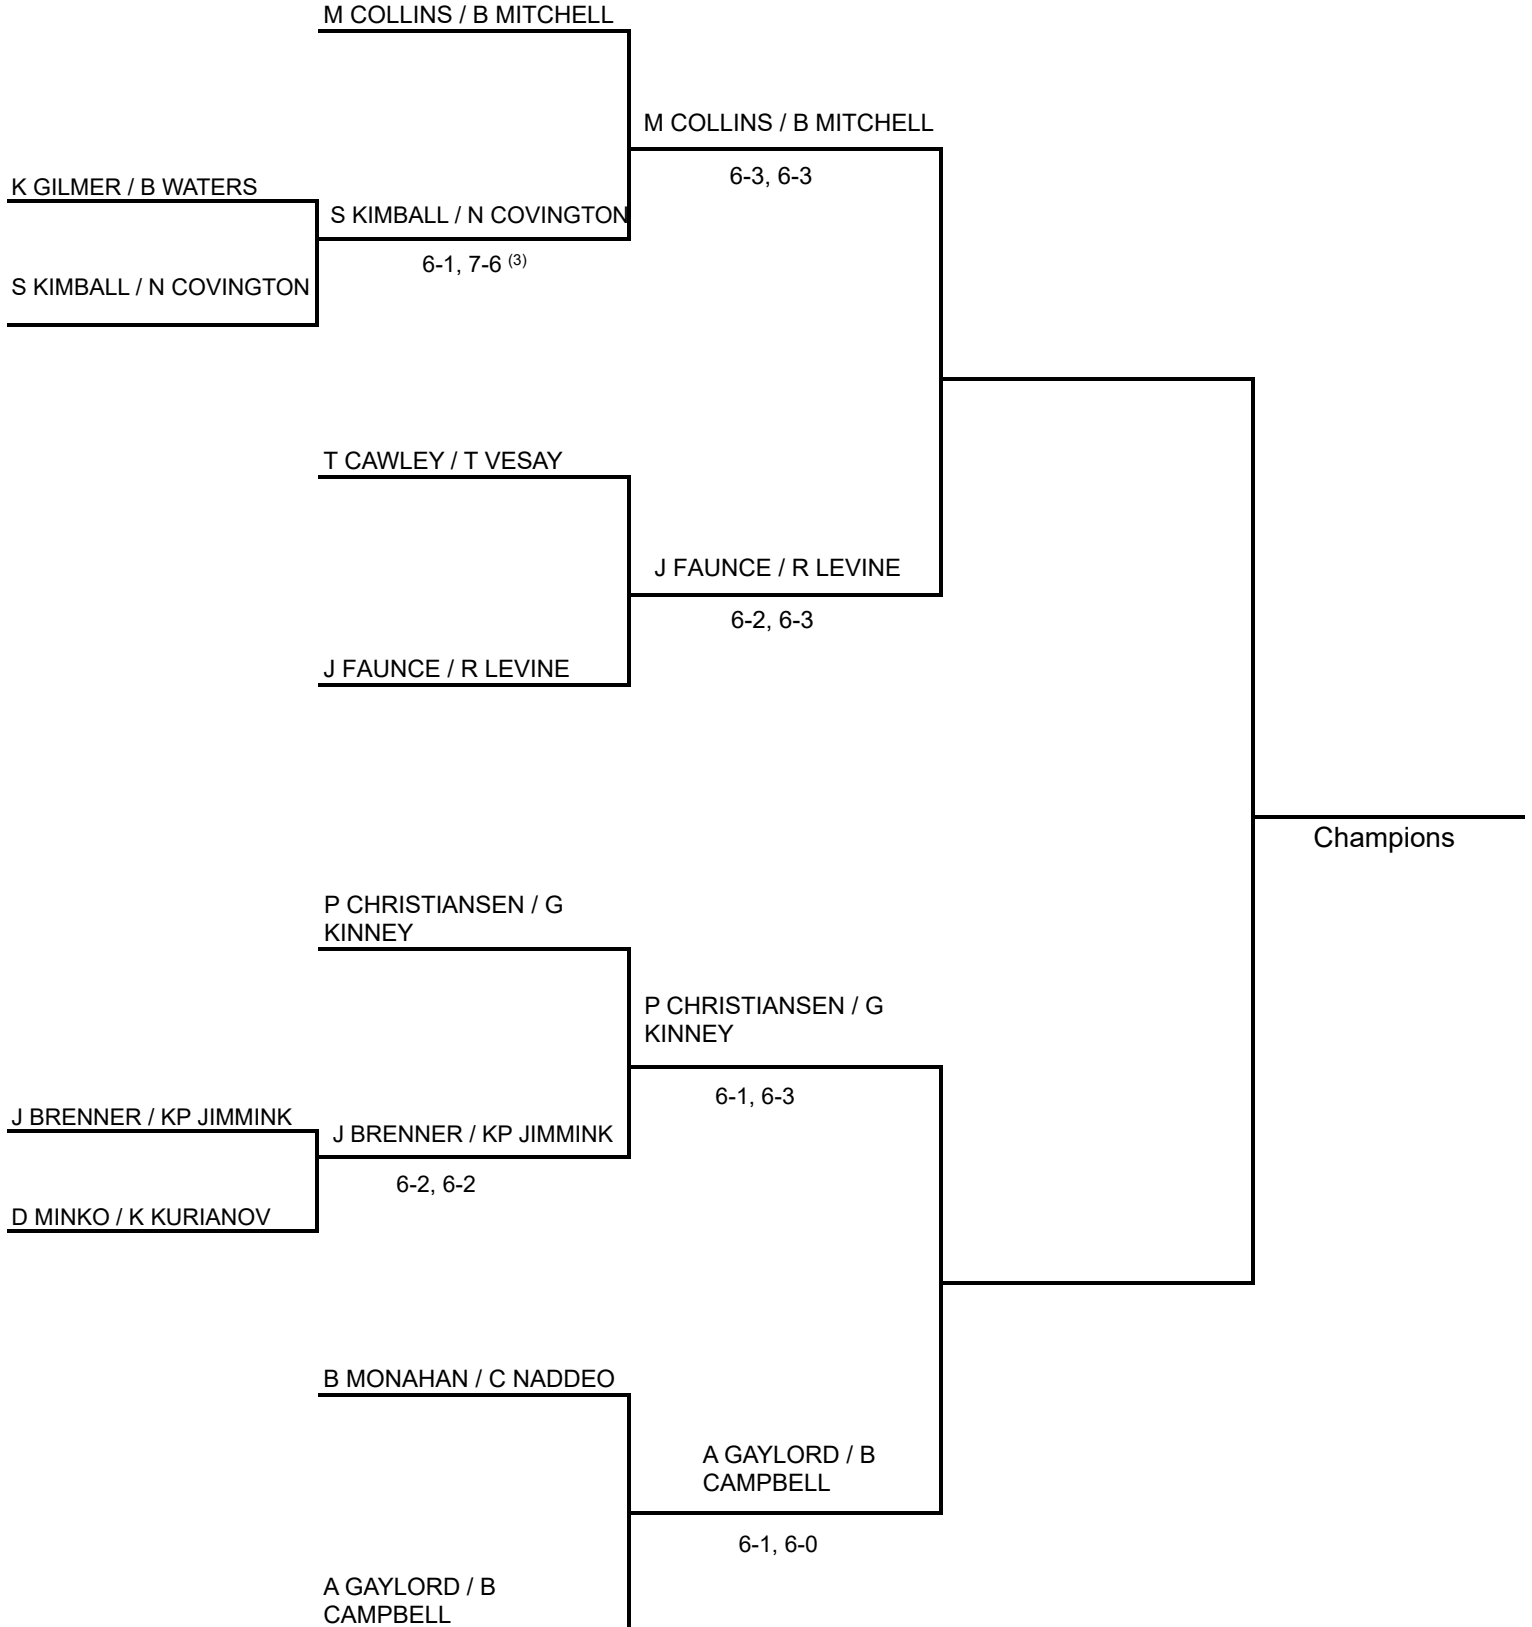 M COLLINS / B MITCHELL
M COLLINS / B MITCHELL
6-3, 6-3
K GILMER / B WATERS
S KIMBALL / N COVINGTON
6-1, 7-6 (3)
S KIMBALL / N COVINGTON
T CAWLEY / T VESAY
J FAUNCE / R LEVINE
6-2, 6-3
J FAUNCE / R LEVINE
Champions
P CHRISTIANSEN / G
KINNEY
P CHRISTIANSEN / G
KINNEY
6-1, 6-3
J BRENNER / KP JIMMINK
J BRENNER / KP JIMMINK
6-2, 6-2
D MINKO / K KURIANOV
B MONAHAN / C NADDEO
A GAYLORD / B
CAMPBELL
6-1, 6-0
A GAYLORD / B
CAMPBELL